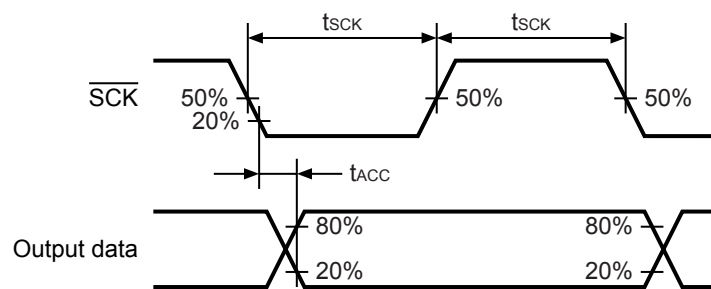 tSCK tSCK
SCK 50% 50% 50%
20%
tACC
80% 80%
Output data
20% 20%